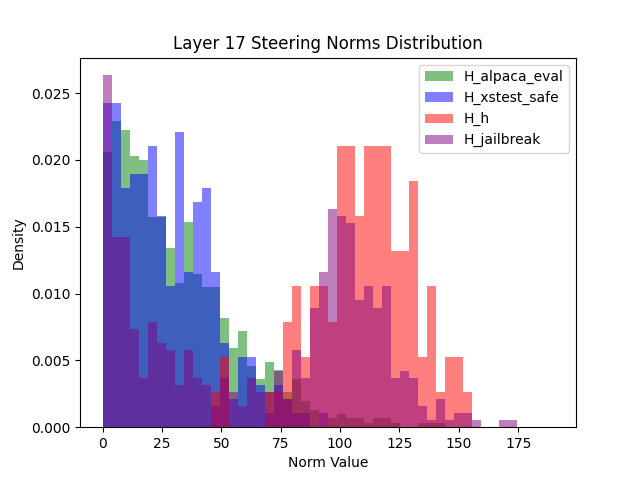 Layer 17 Steering Norms Distribution
H_alpaca_eval
H_xstest_safe
H_h
H_jailbreak
0.025
0.020
0.015
0.010
0.005
0.000
Density
0 25 50 75 100 125 150 175
Norm Value